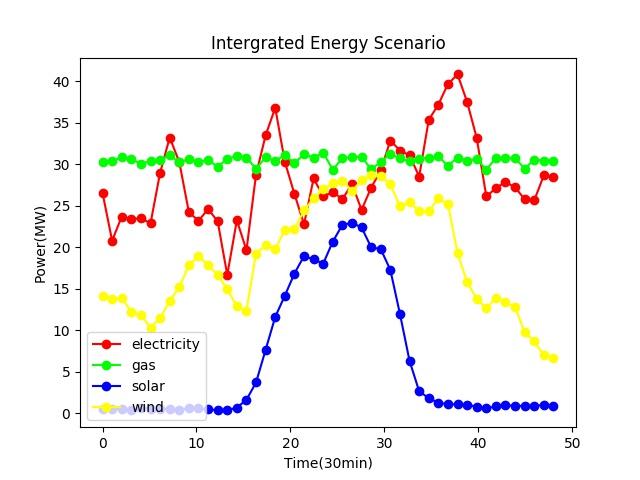 Intergrated Energy Scenario
Power(MW)
40
35
30
25
20
15
10
5
0
electricity
gas
solar
wind
0 10 20 30 40 50
Time(30min)